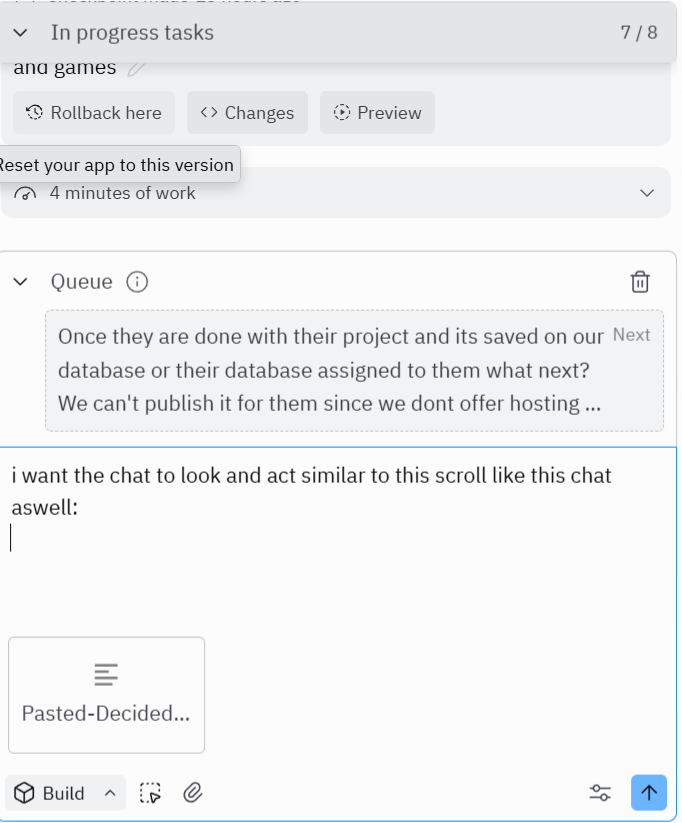 In progress tasks
7 / 8
and games
Rollback here
Changes
Preview
Reset your app to this version
4 minutes of work
Queue
Once they are done with their project and its saved on our
Next
database or their database assigned to them what next?
We can't publish it for them since we dont offer hosting ...
i want the chat to look and act similar to this scroll like this chat
aswell:
Pasted-Decided...
Build